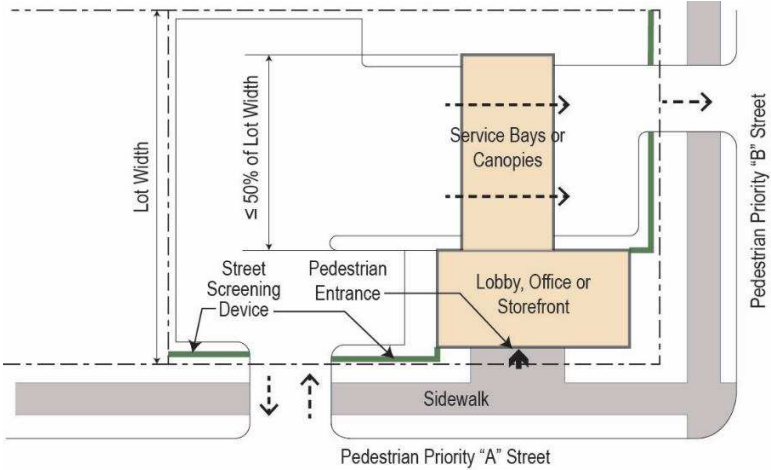 Lot Width
≤ 50% of Lot Width
Service Bays or
Canopies
Pedestrian Priority “B” Street
Street
Screening
Device
Pedestrian
Entrance
Lobby, Office or
Storefront
Sidewalk
Pedestrian Priority “A” Street